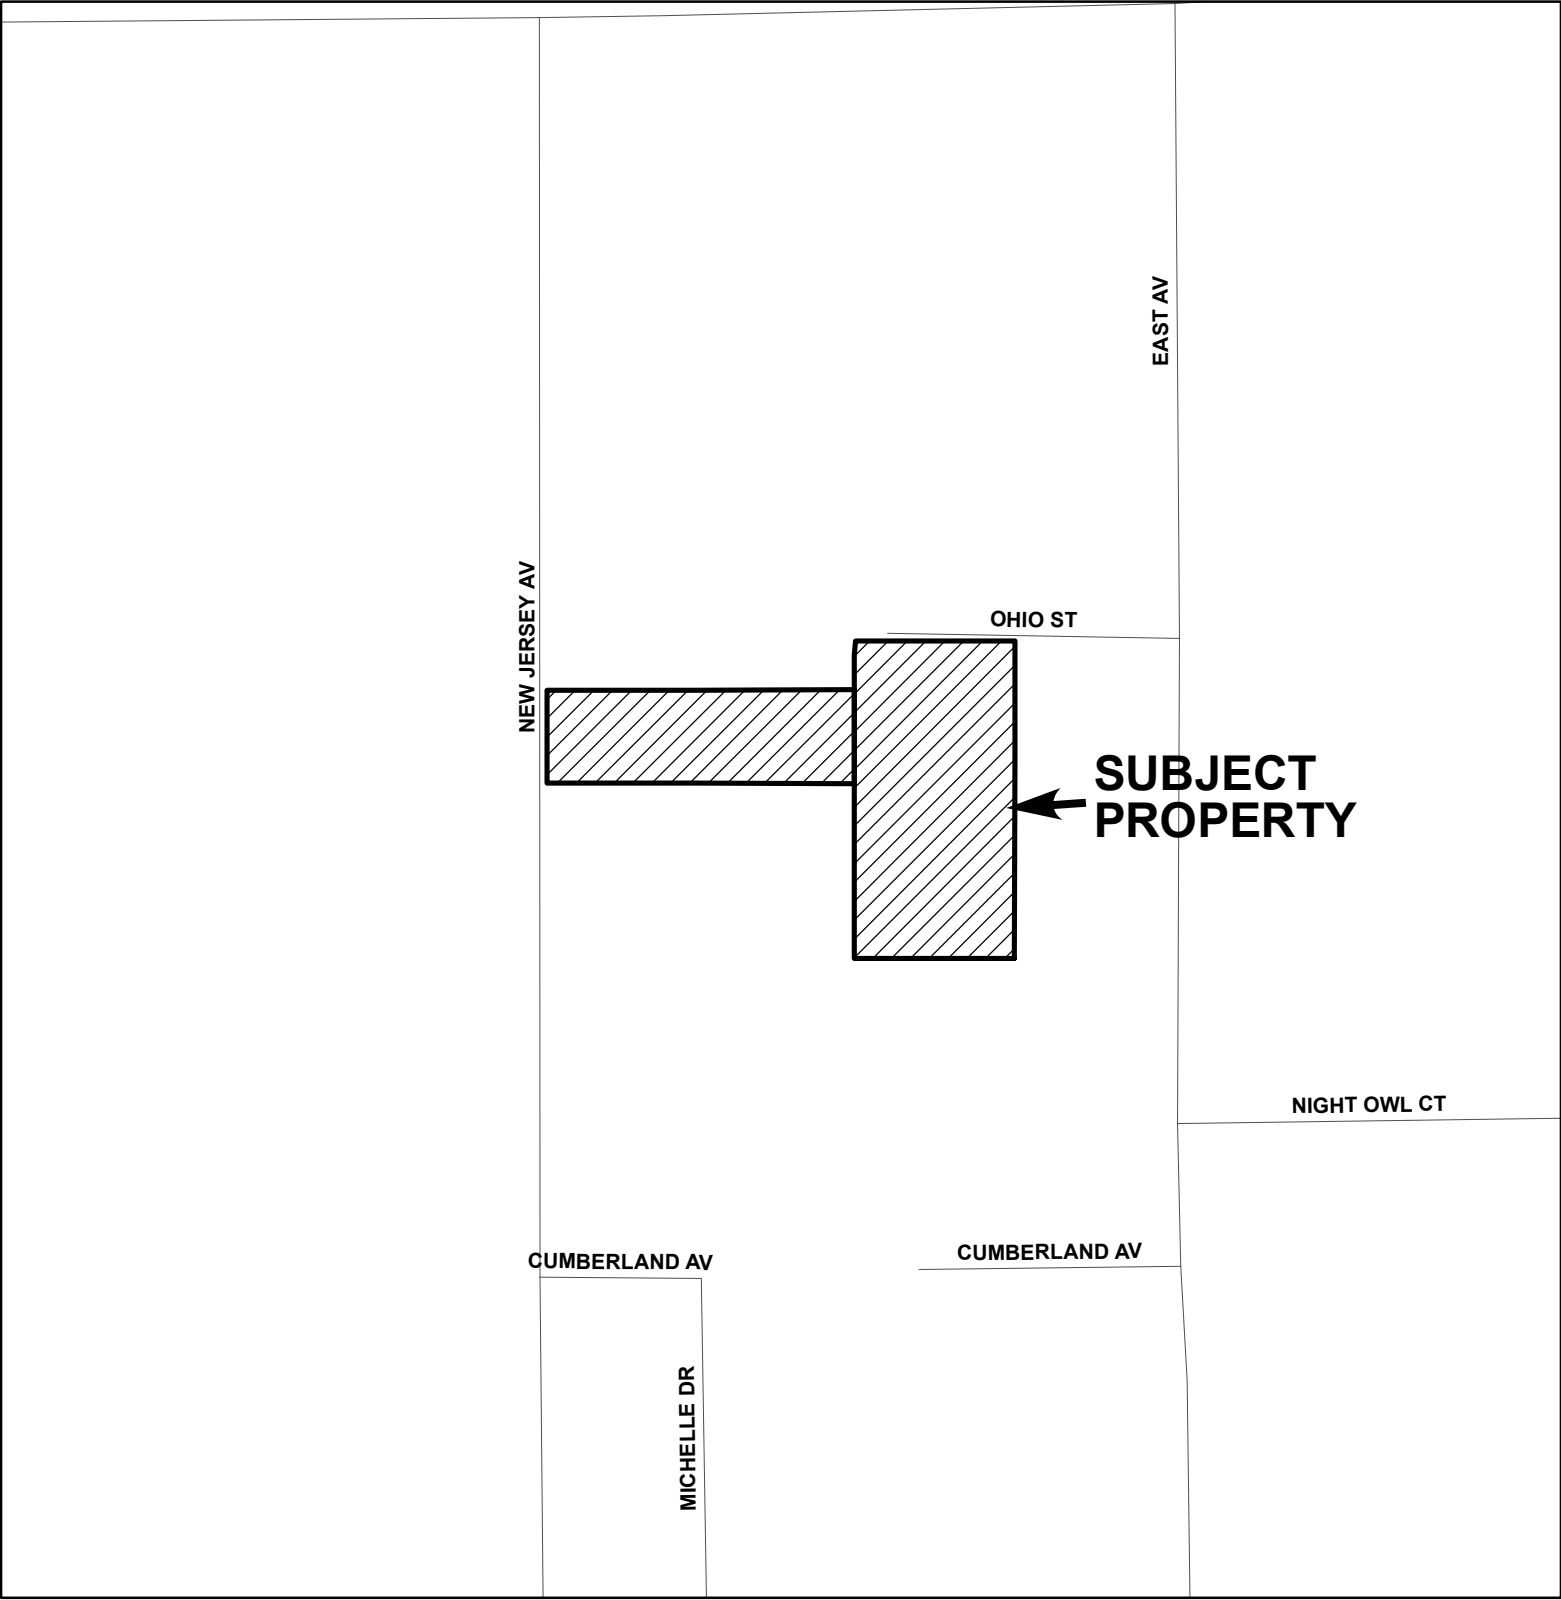 EAST AV
NEW JERSEY AV
OHIO ST
SUBJECT
PROPERTY
NIGHT OWL CT
CUMBERLAND AV
CUMBERLAND AV
MICHELLE DR